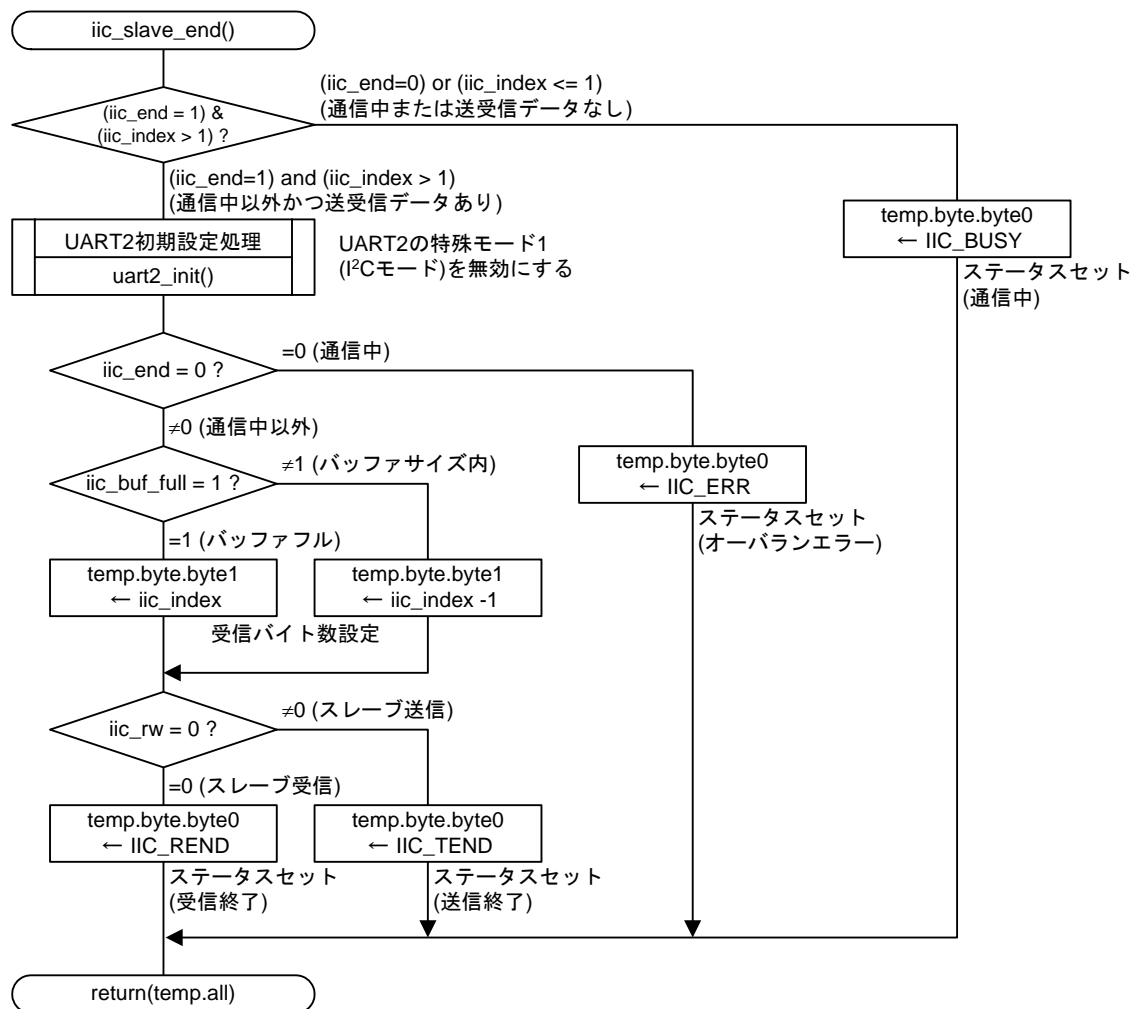 iic_slave_end()
(iic_end = 1) &
(iic_index > 1) ?
(iic_end=0) or (iic_index <= 1)
(通信中または送受信データなし)
(iic_end=1) and (iic_index > 1)
(通信中以外かつ送受信データあり)
temp.byte.byte0
← IIC_BUSY
ステータスセット
(通信中)
UART2初期設定処理
uart2_init()
UART2の特殊モード1
(I²Cモード)を無効にする
iic_end = 0 ?
=0 (通信中)
≠0 (通信中以外)
temp.byte.byte0
← IIC_ERR
ステータスセット
(オーバランエラー)
iic_buf_full = 1 ?
≠1 (バッファサイズ内)
=1 (バッファフル)
temp.byte.byte1
← iic_index
temp.byte.byte1
← iic_index -1
受信バイト数設定
iic_rw = 0 ?
≠0 (スレーブ送信)
=0 (スレーブ受信)
temp.byte.byte0
← IIC_REND
ステータスセット
(受信終了)
temp.byte.byte0
← IIC_TEND
ステータスセット
(送信終了)
return(temp.all)